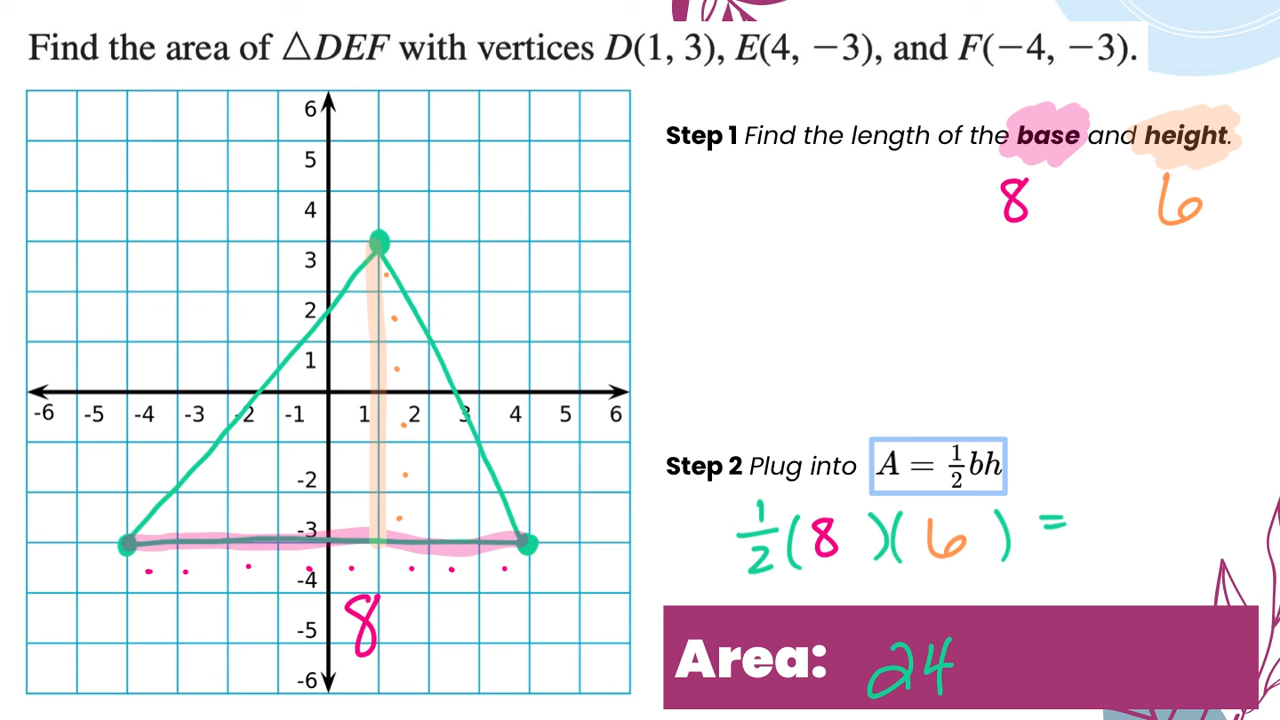 Find the area of △DEF with vertices D(1, 3), E(4, −3), and F(−4, −3).
Step 1 Find the length of the base and height.
8 6
6
5
4
3
2
1
-6 -5 -4 -3 -2 -1 1 2 3 4 5 6
-2
-3
-4
-5
-6
8
Step 2 Plug into A = ½bh
½(8)(6) =
Area: 24